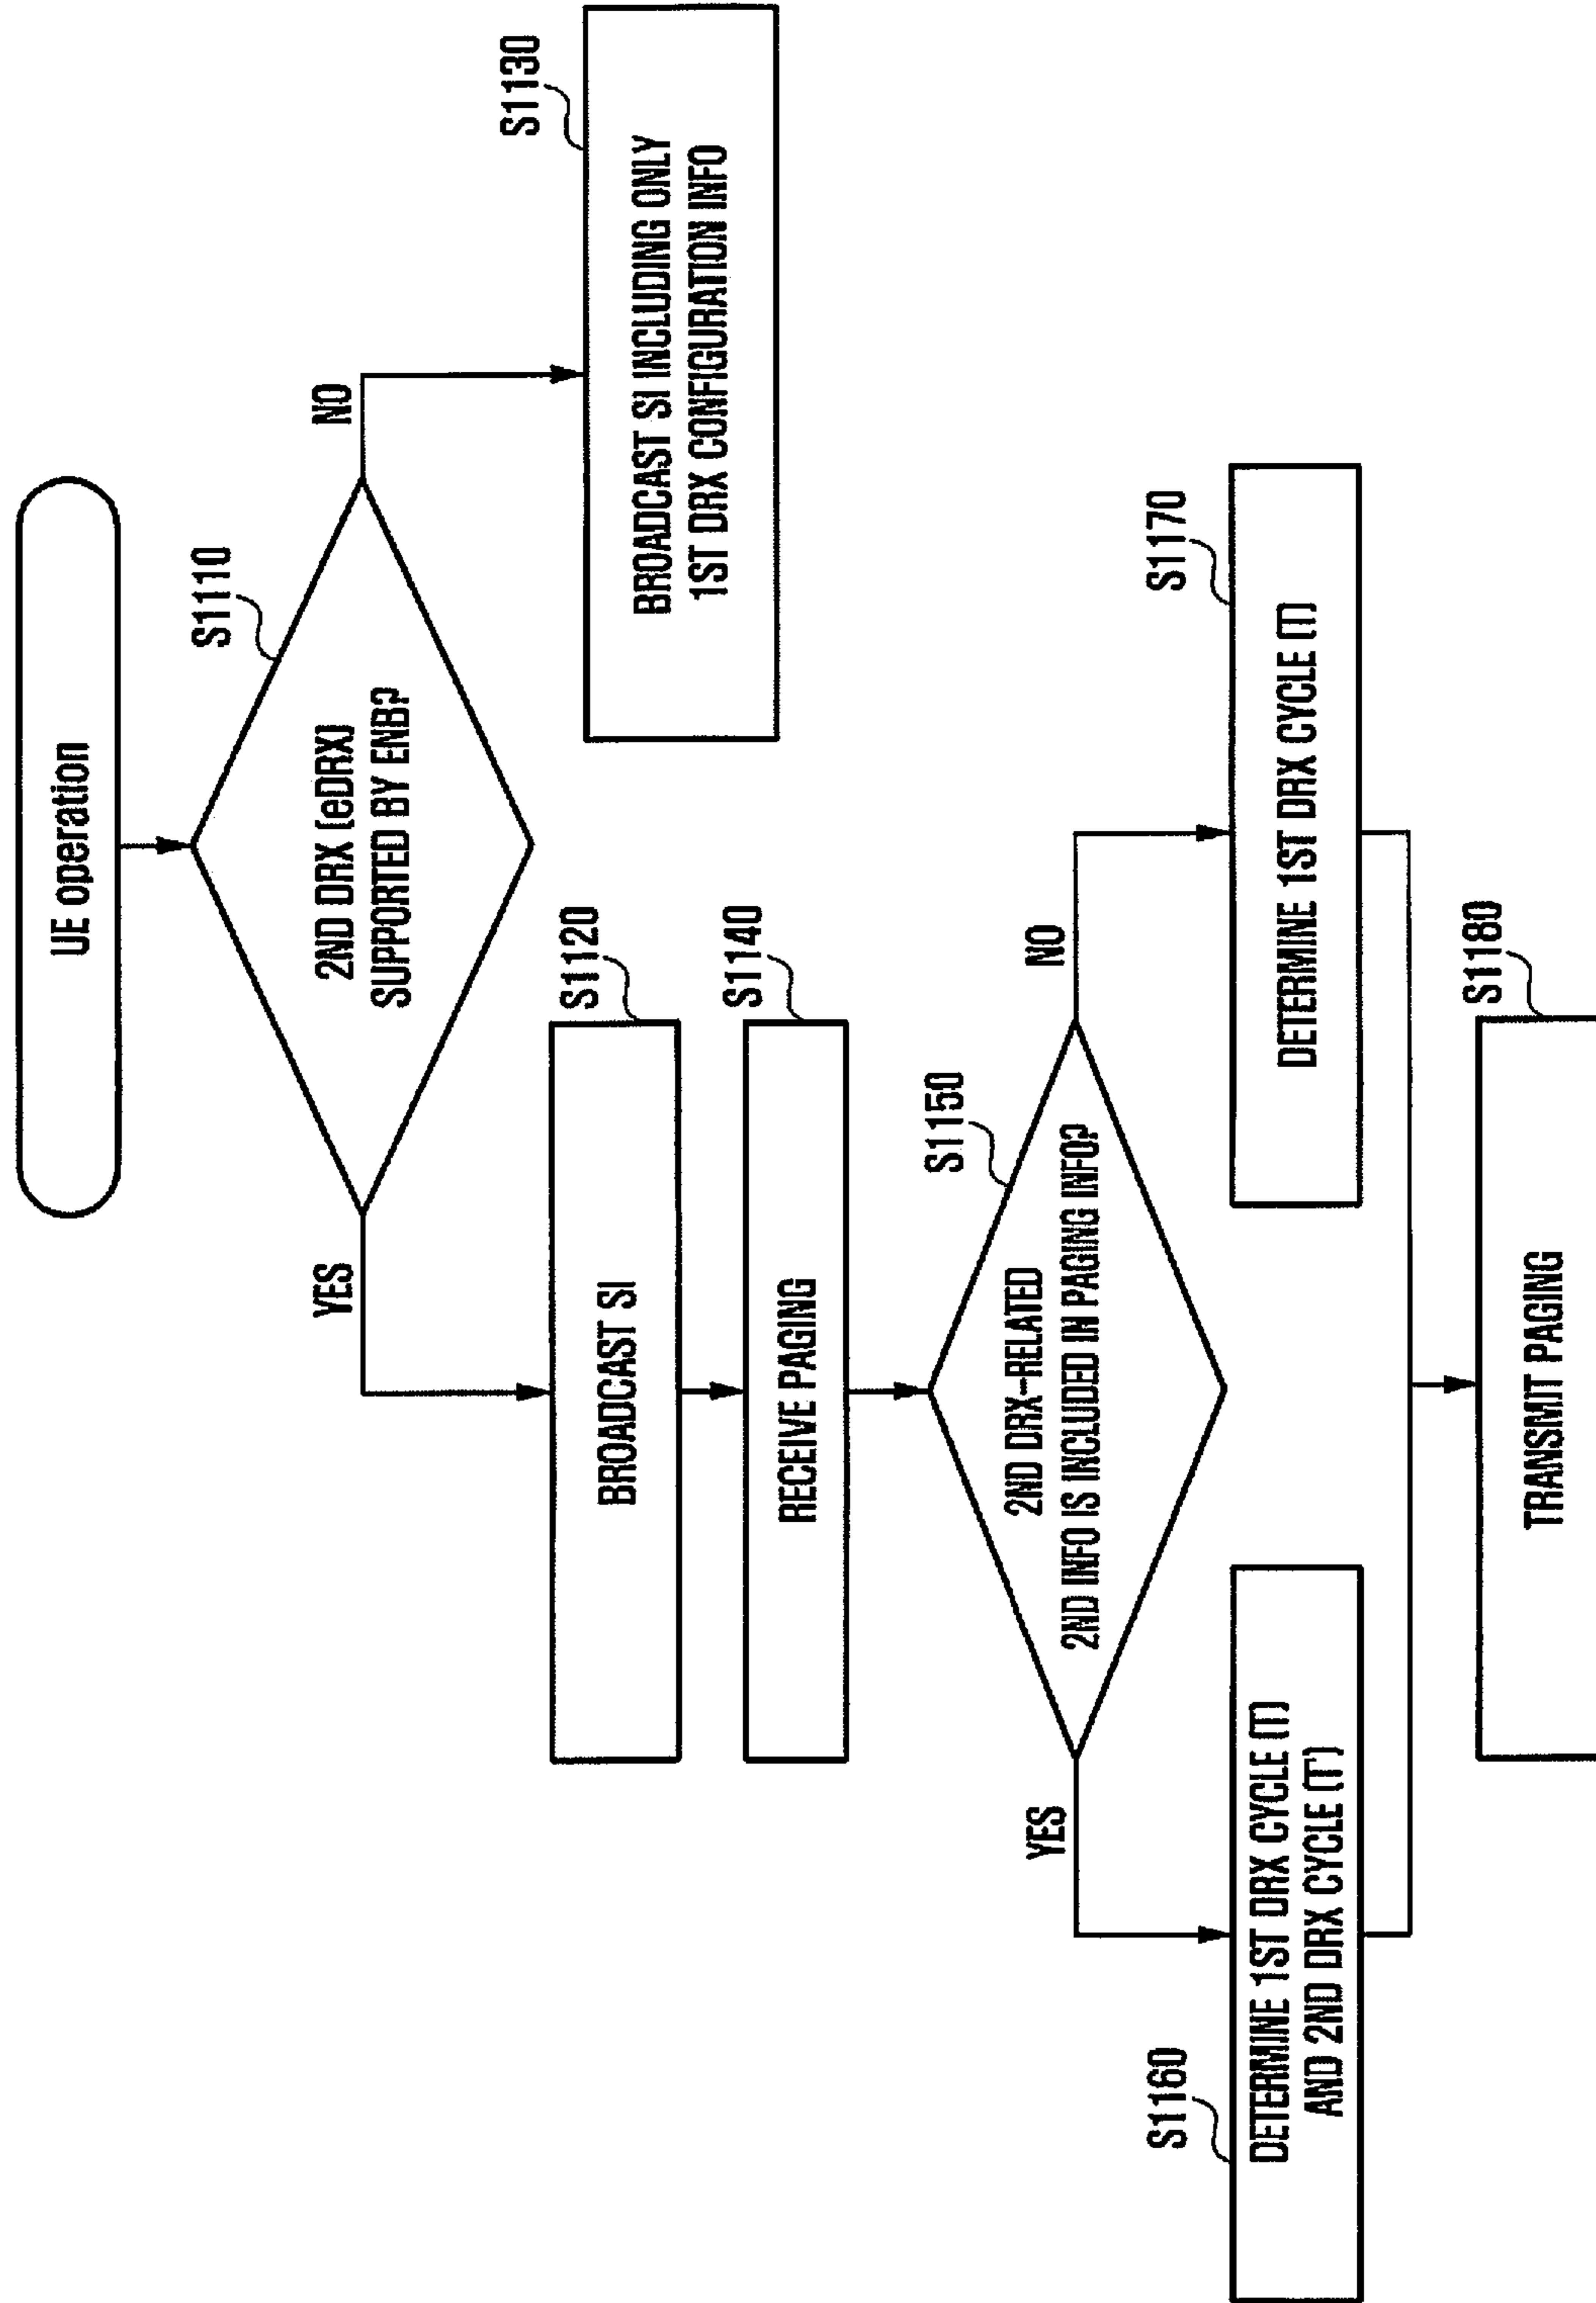 UE operation
S1110
2ND DRX (eDRX)
SUPPORTED BY ENB?
YES
NO
S1120
BROADCAST SI
S1130
BROADCAST SI INCLUDING ONLY
1ST DRX CONFIGURATION INFO
S1140
RECEIVE PAGING
S1150
2ND DRX-RELATED
2ND INFO IS INCLUDED IN PAGING INFO?
YES
NO
S1160
DETERMINE 1ST DRX CYCLE (T)
AND 2ND DRX CYCLE (T')
S1170
DETERMINE 1ST DRX CYCLE (T)
S1180
TRANSMIT PAGING